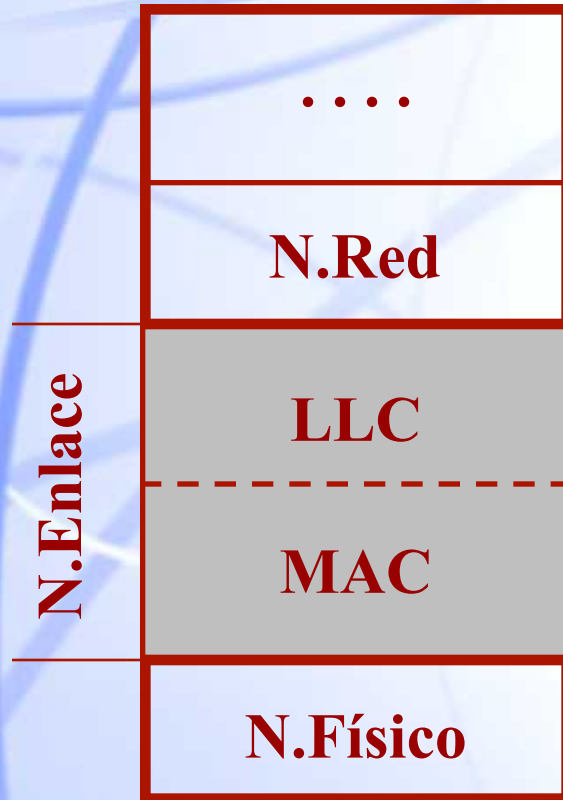 . . . .
N.Red
N.Enlace
LLC
MAC
N.Físico